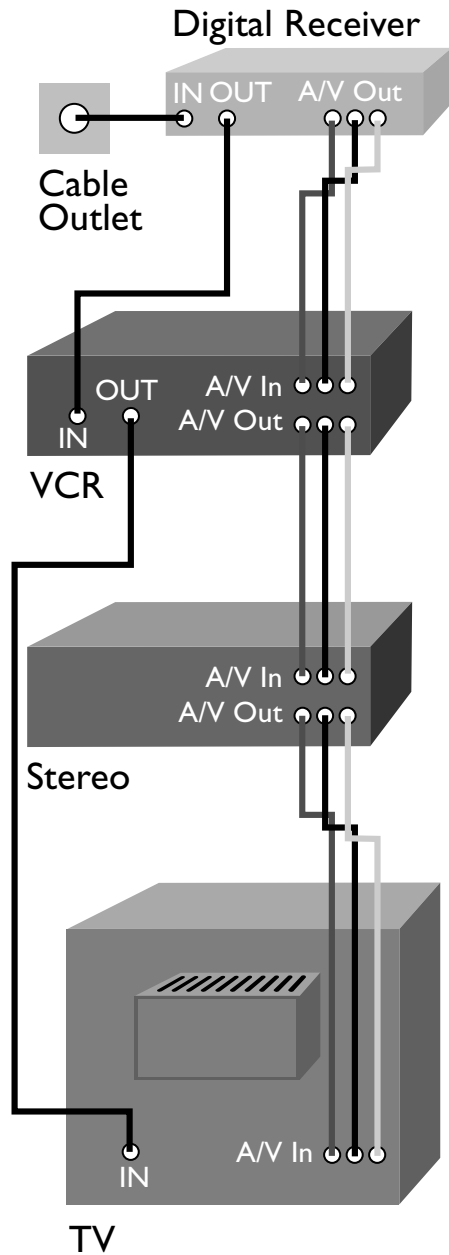 Digital Receiver
IN OUT
A/V Out
Cable
Outlet
OUT
A/V In
A/V Out
IN
VCR
A/V In
A/V Out
Stereo
A/V In
IN
TV